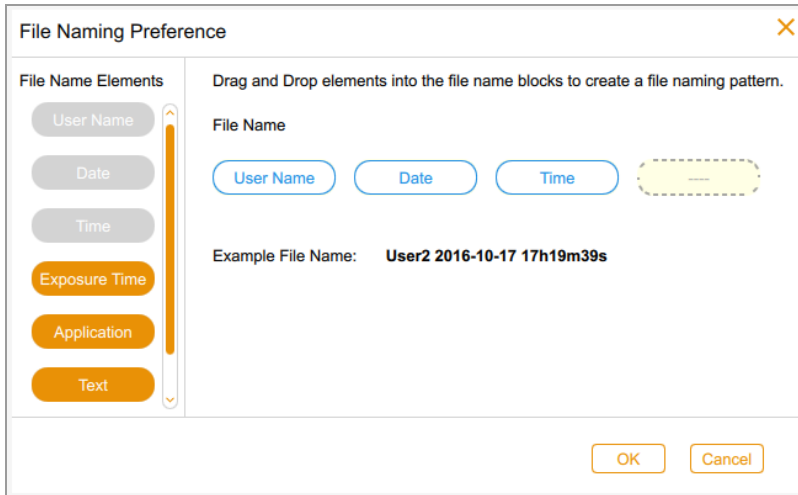 File Naming Preference
File Name Elements
User Name
Date
Time
Exposure Time
Application
Text
Drag and Drop elements into the file name blocks to create a file naming pattern.
File Name
User Name Date Time ----
Example File Name: User2 2016-10-17 17h19m39s
OK Cancel